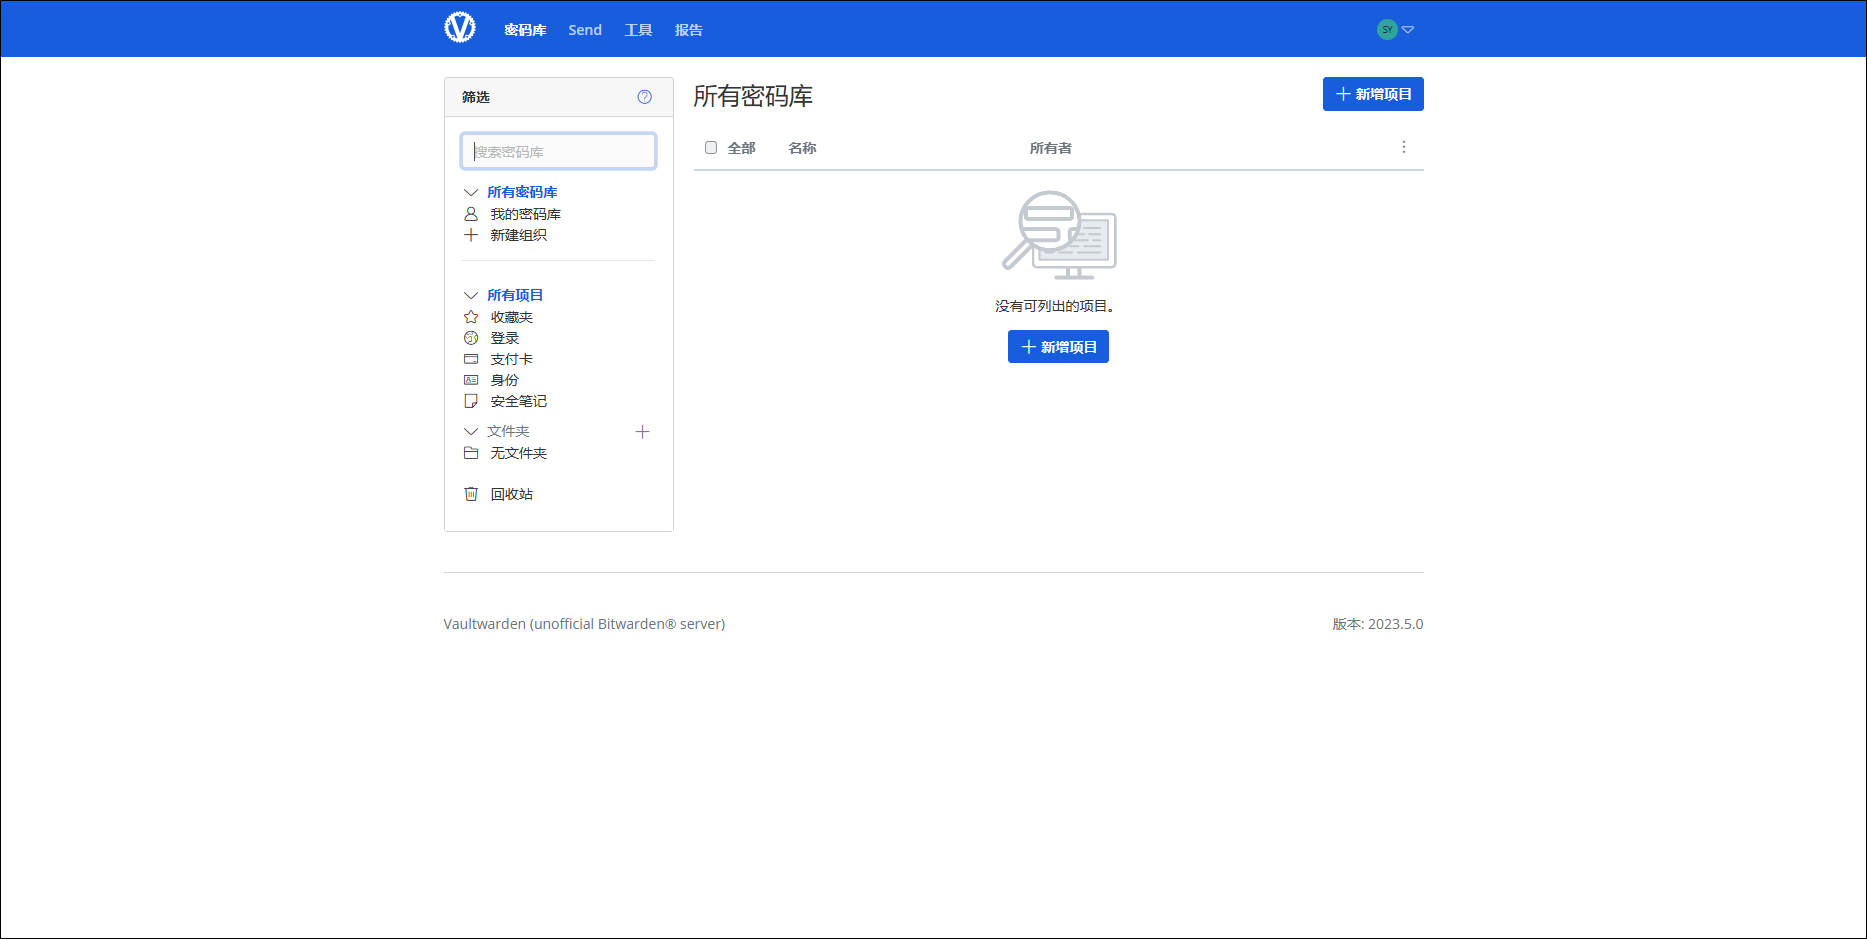 密码库 Send 工具 报告 SY
筛选
搜索密码库
所有密码库
我的密码库
新建组织
所有项目
收藏夹
登录
支付卡
身份
安全笔记
文件夹
无文件夹
回收站
所有密码库 新增项目
全部 名称 所有者
没有可列出的项目。
新增项目
Vaultwarden (unofficial Bitwarden® server) 版本: 2023.5.0